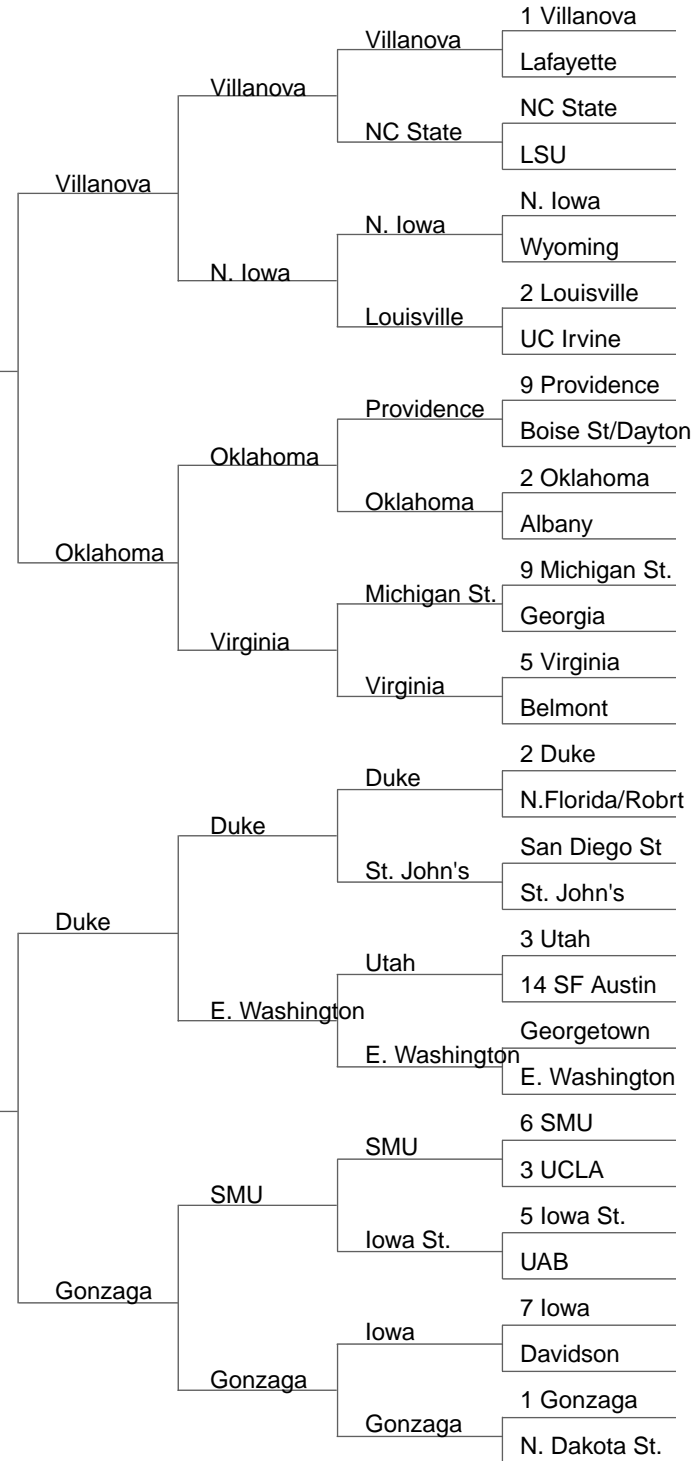 1 Villanova
Villanova
Lafayette
Villanova
NC State
NC State
LSU
Villanova
N. Iowa
N. Iowa
Wyoming
N. Iowa
2 Louisville
Louisville
UC Irvine
9 Providence
Providence
Boise St/Dayton
Oklahoma
2 Oklahoma
Oklahoma
Albany
Oklahoma
9 Michigan St.
Michigan St.
Georgia
Virginia
5 Virginia
Virginia
Belmont
2 Duke
Duke
N.Florida/Robrt
Duke
San Diego St
St. John's
St. John's
Duke
3 Utah
Utah
14 SF Austin
E. Washington
Georgetown
E. Washington
E. Washington
6 SMU
SMU
3 UCLA
SMU
5 Iowa St.
Iowa St.
UAB
Gonzaga
7 Iowa
Iowa
Davidson
Gonzaga
1 Gonzaga
Gonzaga
N. Dakota St.